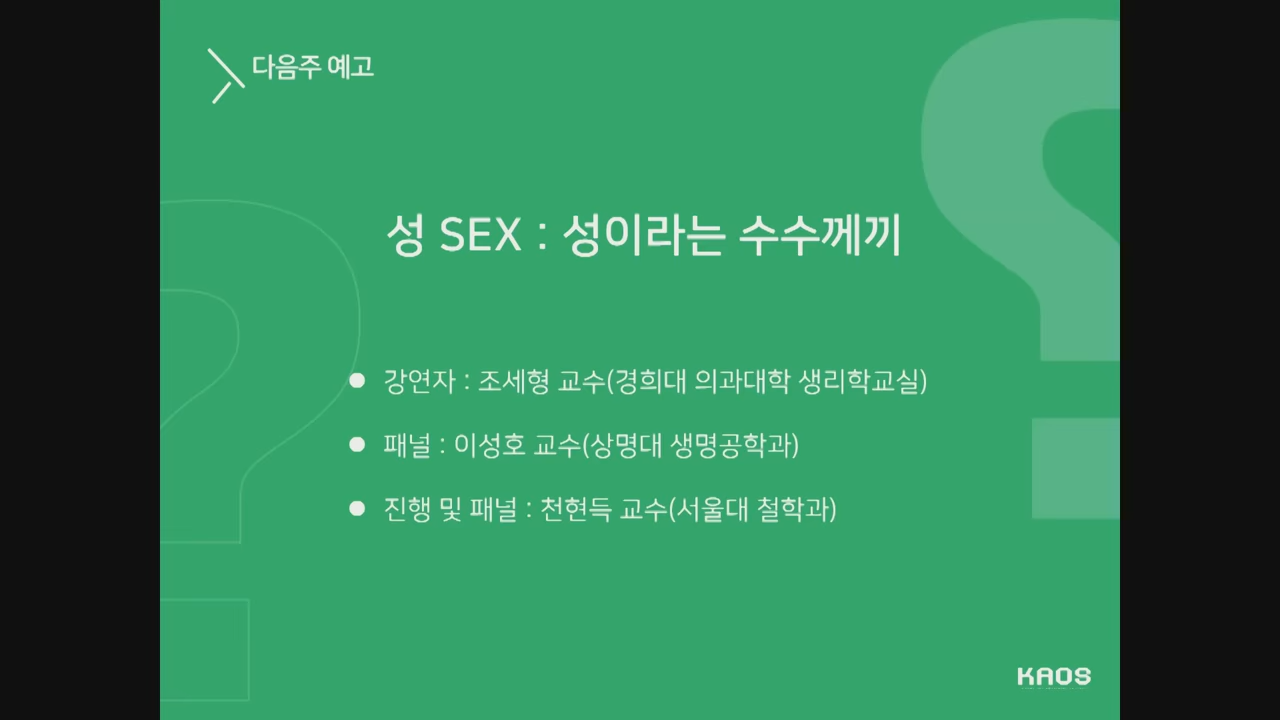 다음주 예고
성 SEX : 성이라는 수수께끼
강연자 : 조세형 교수(경희대 의과대학 생리학교실)
패널 : 이성호 교수(상명대 생명공학과)
진행 및 패널 : 천현득 교수(서울대 철학과)
KAOS